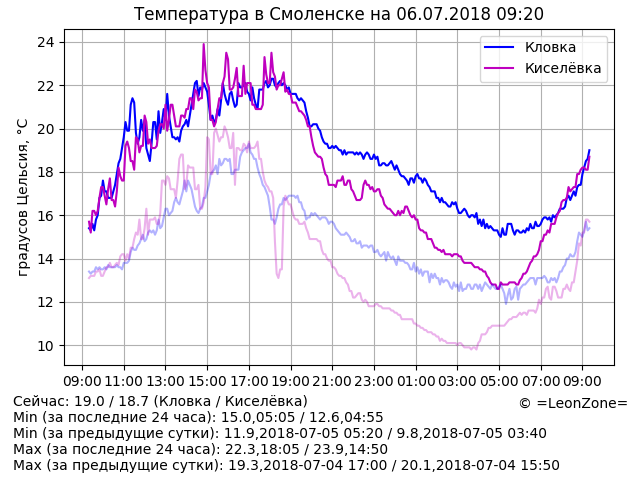 Температура в Смоленске на 06.07.2018 09:20
24
22
20
18
16
14
12
10
градусов Цельсия, °C
Кловка
Киселёвка
09:00 11:00 13:00 15:00 17:00 19:00 21:00 23:00 01:00 03:00 05:00 07:00 09:00
Сейчас: 19.0 / 18.7 (Кловка / Киселёвка)
© =LeonZone=
Min (за последние 24 часа): 15.0,05:05 / 12.6,04:55
Min (за предыдущие сутки): 11.9,2018-07-05 05:20 / 9.8,2018-07-05 03:40
Max (за последние 24 часа): 22.3,18:05 / 23.9,14:50
Max (за предыдущие сутки): 19.3,2018-07-04 17:00 / 20.1,2018-07-04 15:50